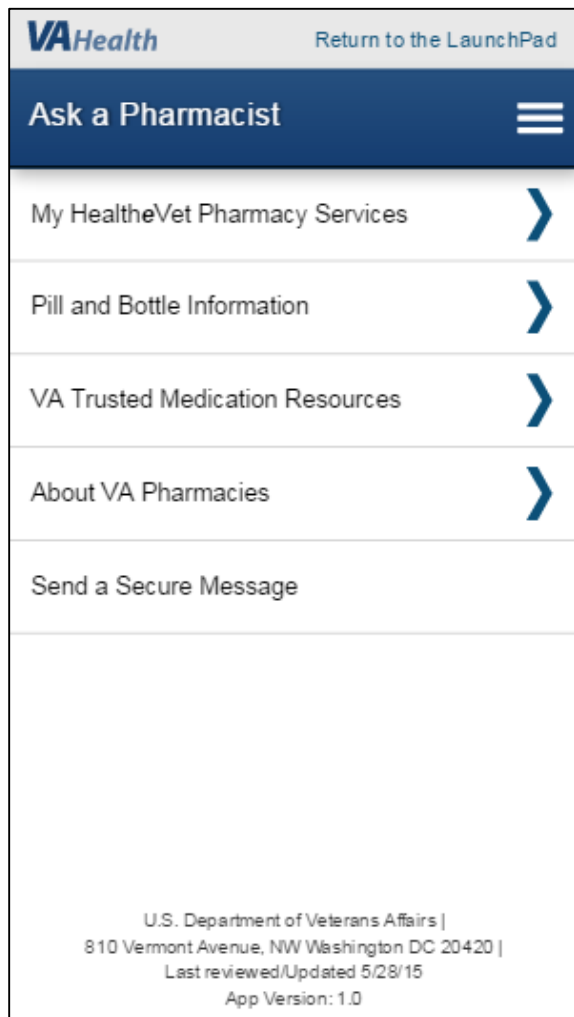 VA Health
Return to the LaunchPad
Ask a Pharmacist
My HealtheVet Pharmacy Services
Pill and Bottle Information
VA Trusted Medication Resources
About VA Pharmacies
Send a Secure Message
U.S. Department of Veterans Affairs |
810 Vermont Avenue, NW Washington DC 20420 |
Last reviewed/Updated 5/28/15
App Version: 1.0